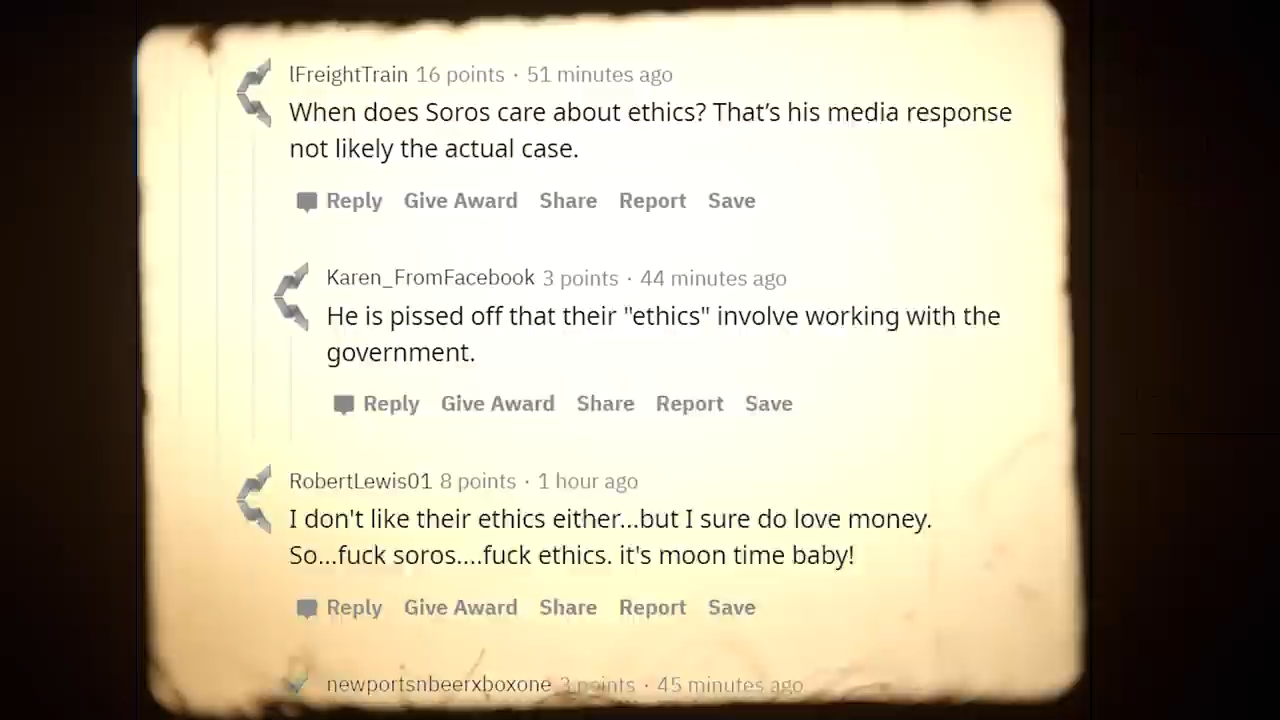 lFreightTrain 16 points · 51 minutes ago
When does Soros care about ethics? That’s his media response
not likely the actual case.
Reply Give Award Share Report Save
Karen_FromFacebook 3 points · 44 minutes ago
He is pissed off that their "ethics" involve working with the
government.
Reply Give Award Share Report Save
RobertLewis01 8 points · 1 hour ago
I don't like their ethics either...but I sure do love money.
So...fuck soros....fuck ethics. it's moon time baby!
Reply Give Award Share Report Save
newportsnbeerxboxone 3 points · 45 minutes ago